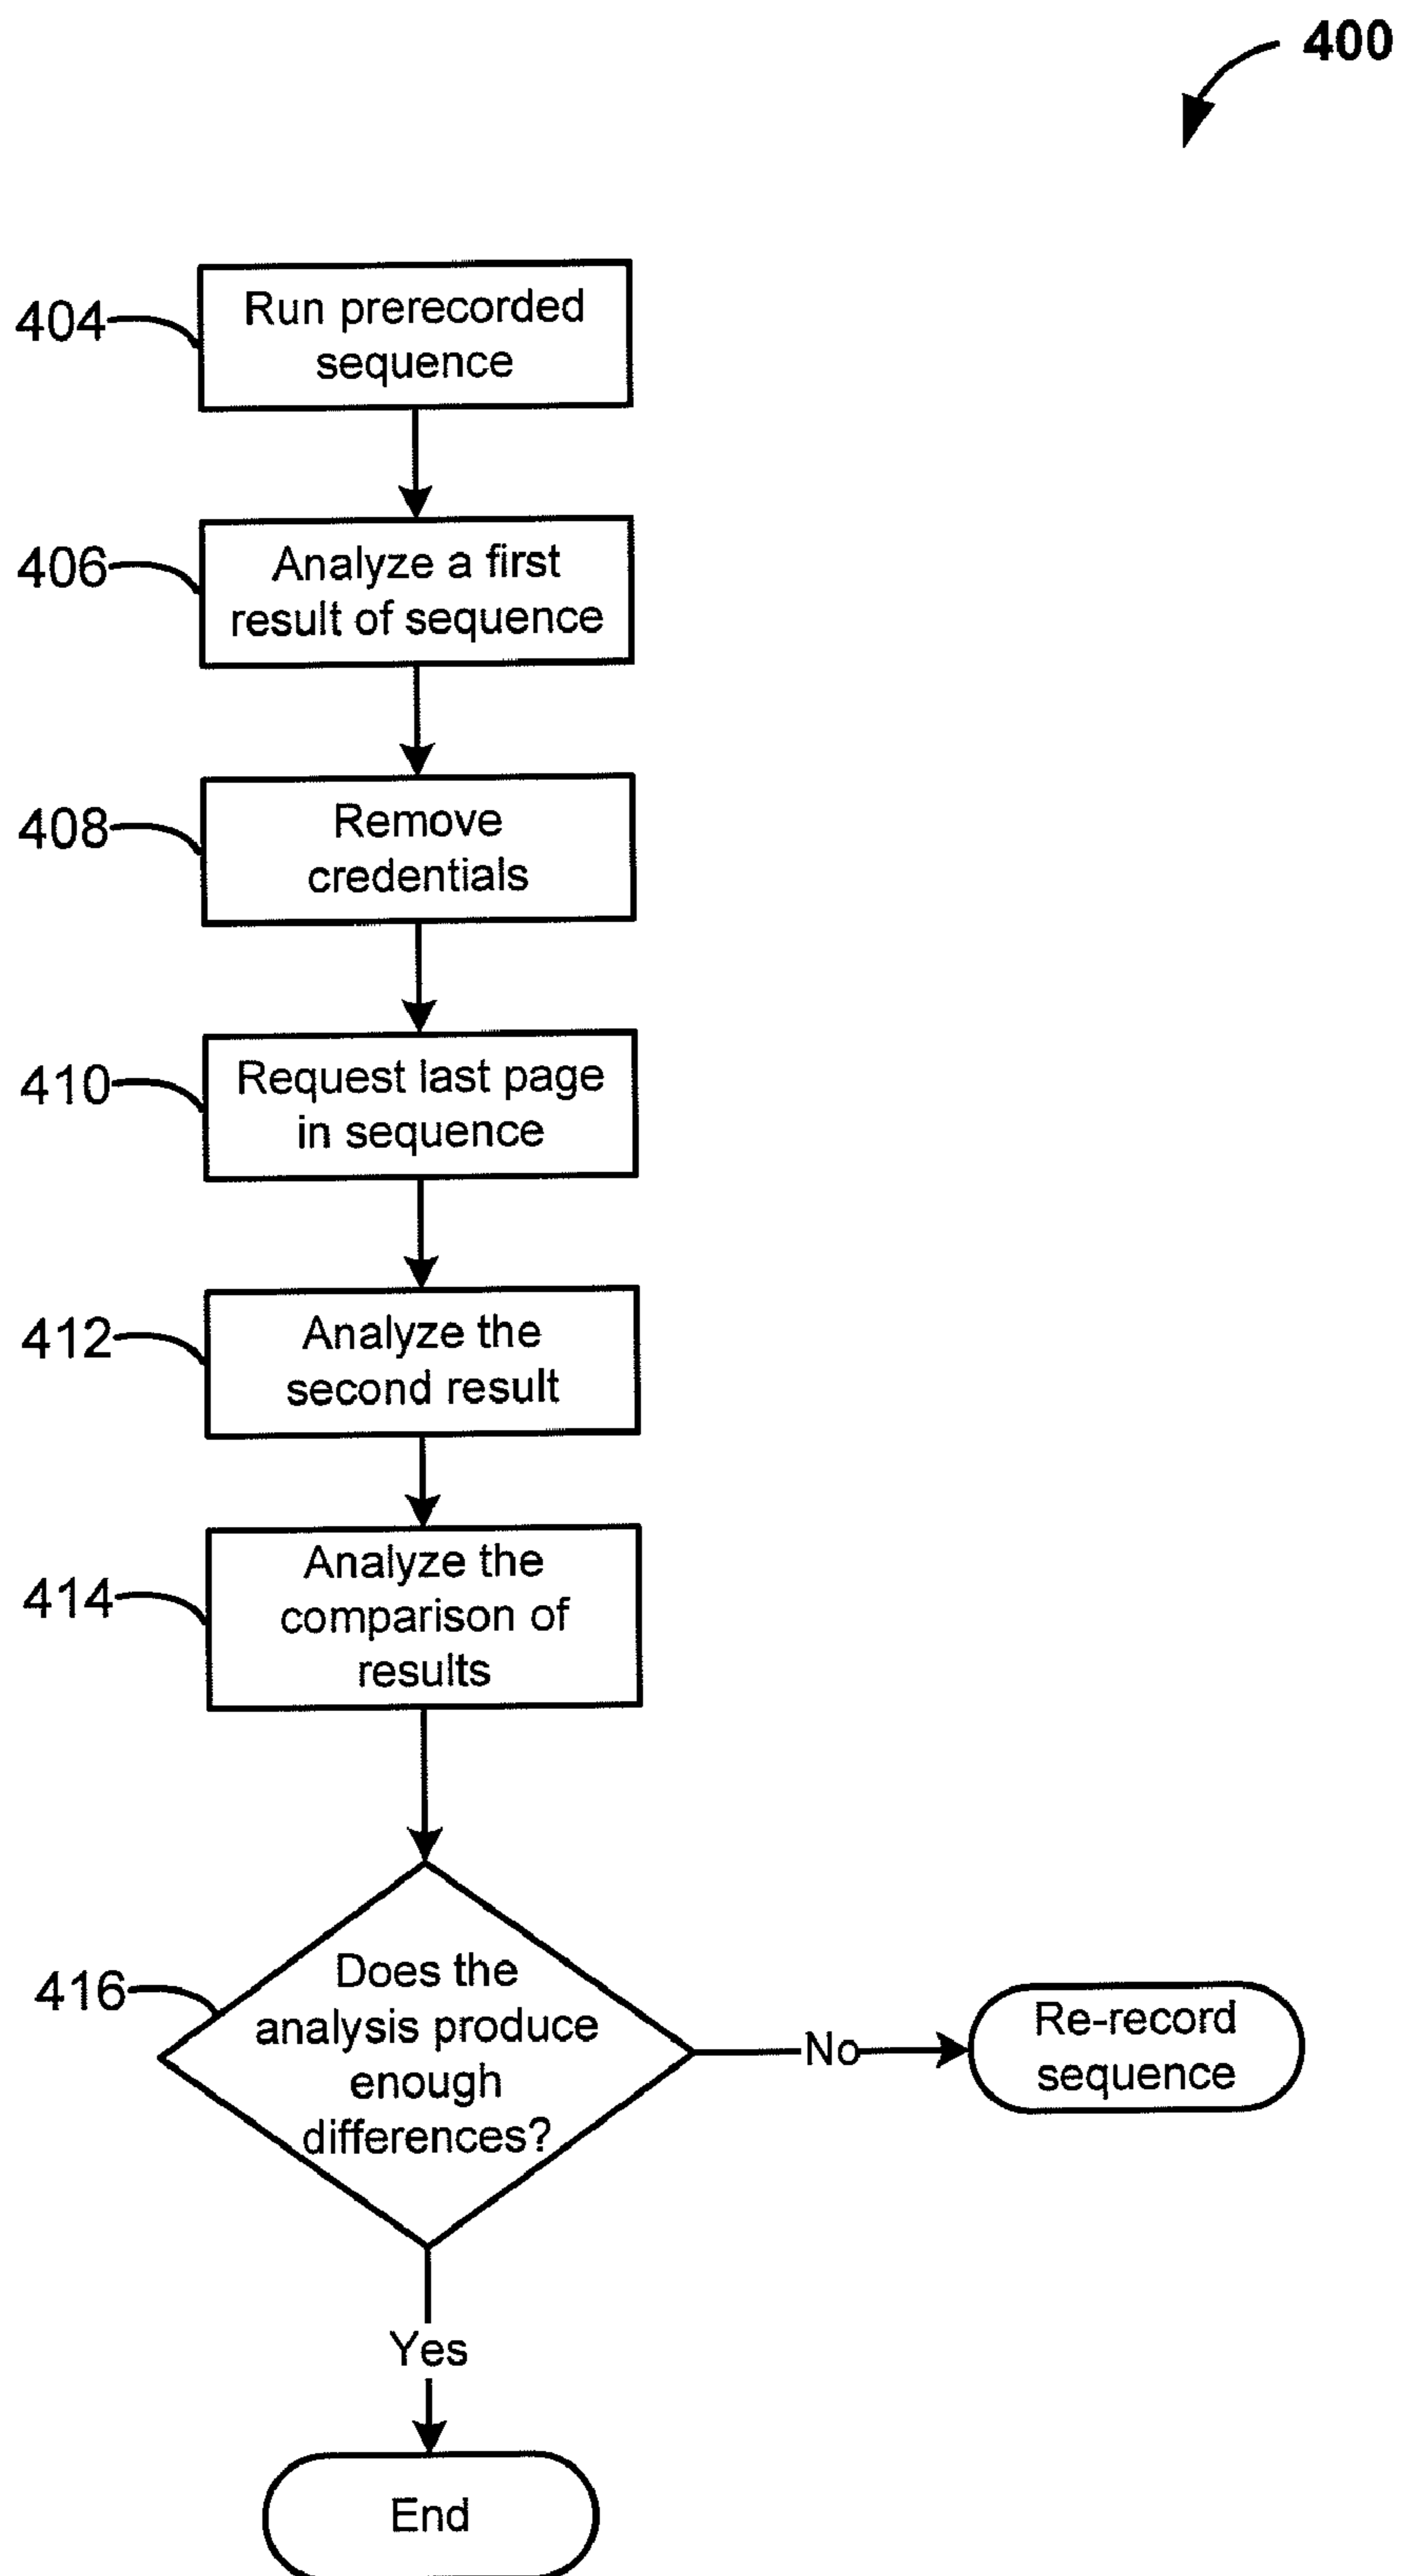 400
404
Run prerecorded
sequence
406
Analyze a first
result of sequence
408
Remove
credentials
410
Request last page
in sequence
412
Analyze the
second result
414
Analyze the
comparison of
results
416
Does the
analysis produce
enough
differences?
No
Re-record
sequence
Yes
End